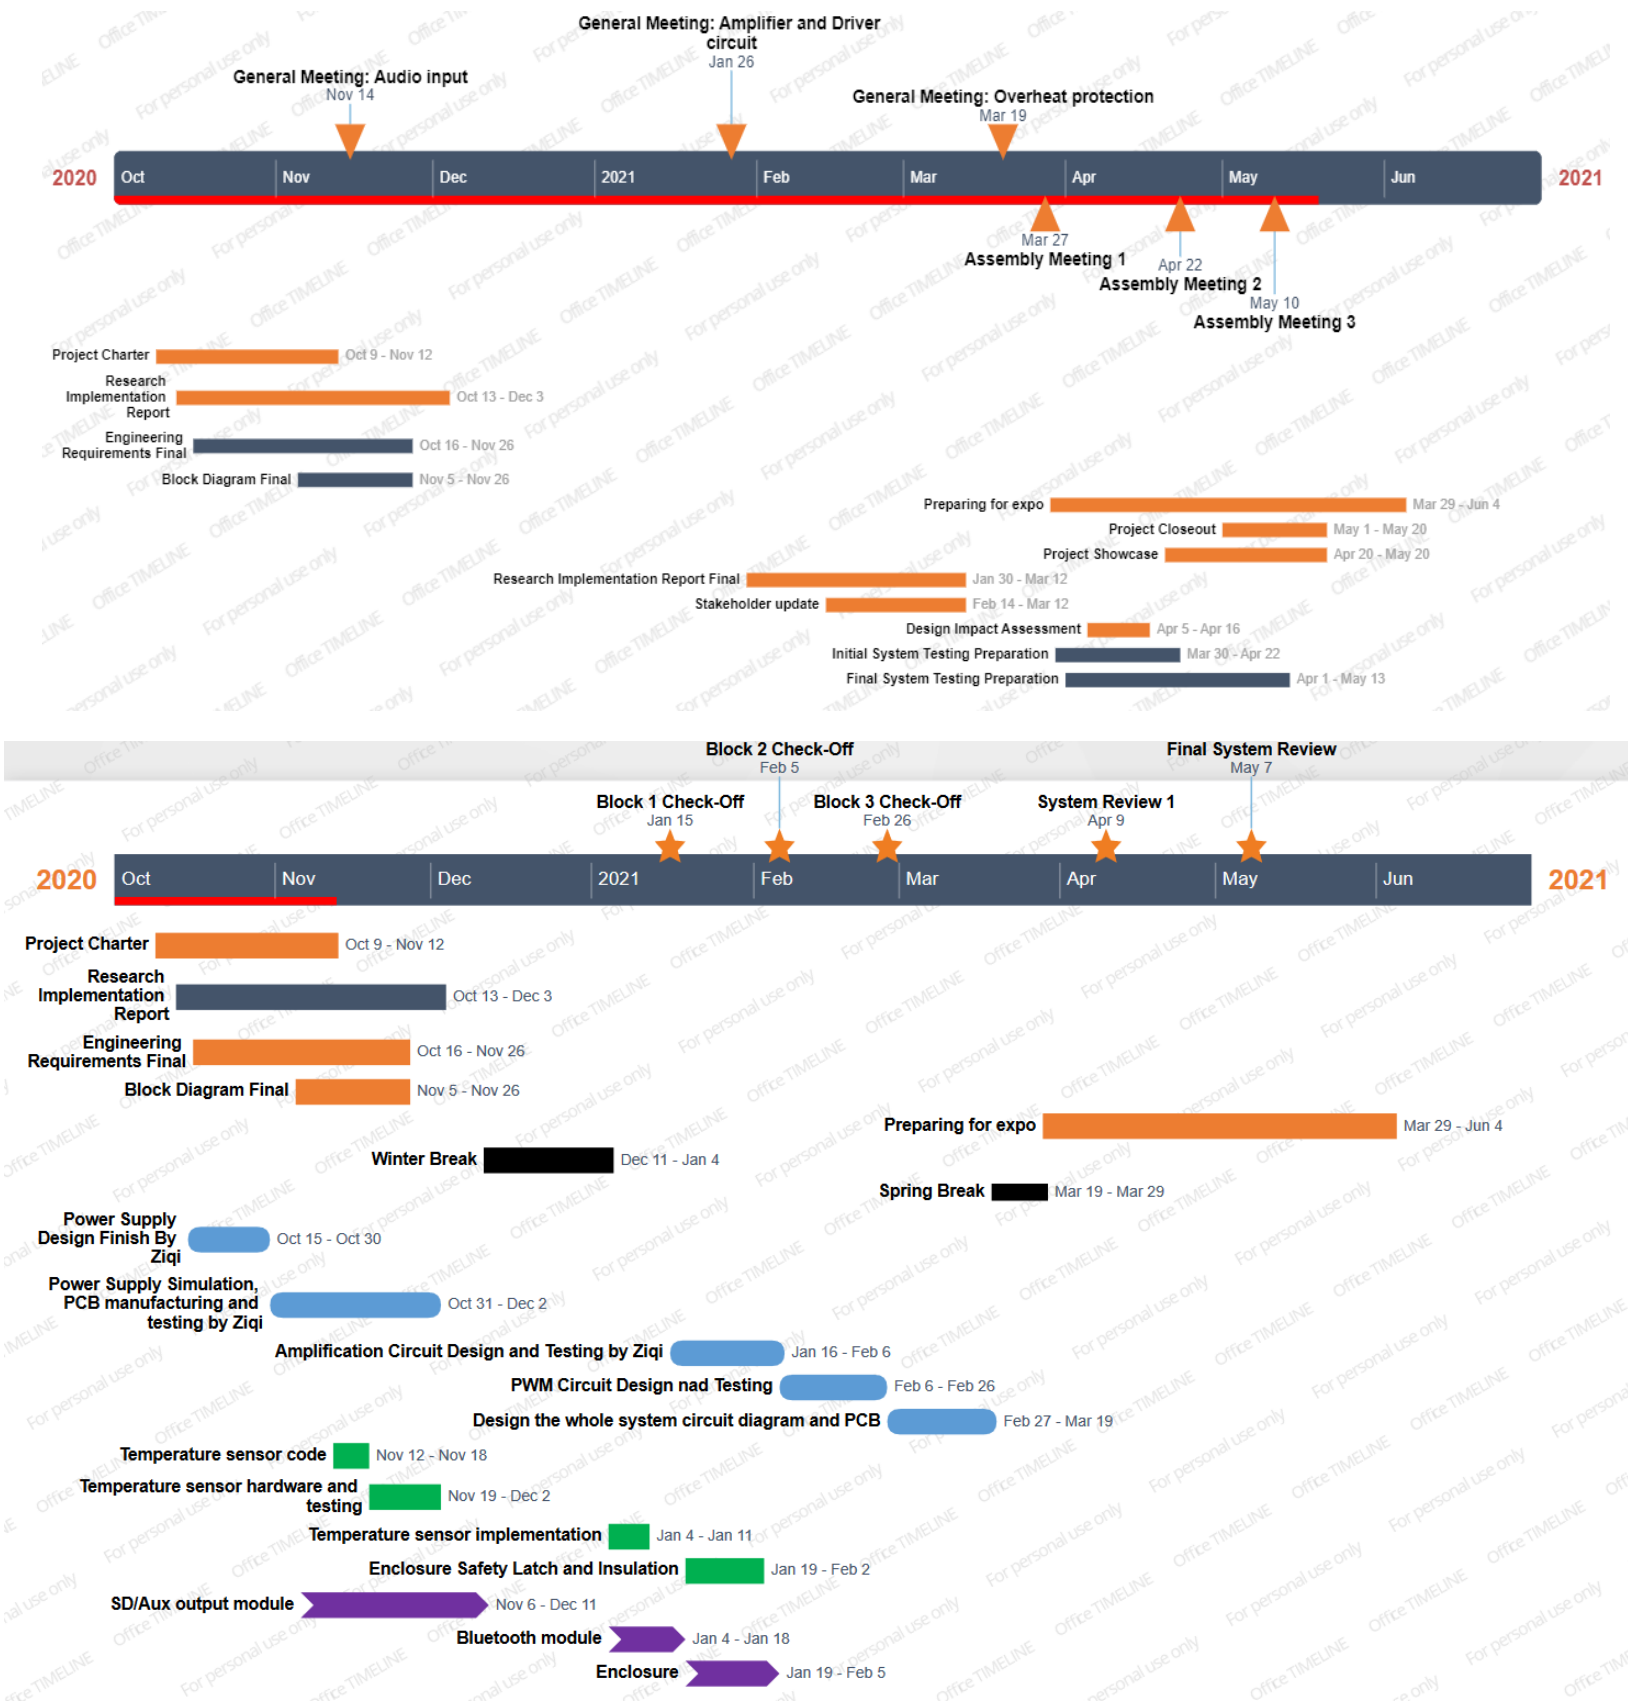 General Meeting: Amplifier and Driver
circuit
Jan 26
General Meeting: Audio input
Nov 14
General Meeting: Overheat protection
Mar 19
2020
Oct
Nov
Dec
2021
Feb
Mar
Apr
May
Jun
2021
Mar 27
Assembly Meeting 1
Apr 22
Assembly Meeting 2
May 10
Assembly Meeting 3
Project Charter
Oct 9 - Nov 12
Research
Implementation
Report
Oct 13 - Dec 3
Engineering
Requirements Final
Oct 16 - Nov 26
Block Diagram Final
Nov 5 - Nov 26
Preparing for expo
Mar 29 - Jun 4
Project Closeout
May 1 - May 20
Project Showcase
Apr 20 - May 20
Research Implementation Report Final
Jan 30 - Mar 12
Stakeholder update
Feb 14 - Mar 12
Design Impact Assessment
Apr 5 - Apr 16
Initial System Testing Preparation
Mar 30 - Apr 22
Final System Testing Preparation
Apr 1 - May 13
Block 2 Check-Off
Feb 5
Final System Review
May 7
Block 1 Check-Off
Jan 15
Block 3 Check-Off
Feb 26
System Review 1
Apr 9
2020
Oct
Nov
Dec
2021
Feb
Mar
Apr
May
Jun
2021
Project Charter
Oct 9 - Nov 12
Research
Implementation
Report
Oct 13 - Dec 3
Engineering
Requirements Final
Oct 16 - Nov 26
Block Diagram Final
Nov 5 - Nov 26
Preparing for expo
Mar 29 - Jun 4
Winter Break
Dec 11 - Jan 4
Spring Break
Mar 19 - Mar 29
Power Supply
Design Finish By
Ziqi
Oct 15 - Oct 30
Power Supply Simulation,
PCB manufacturing and
testing by Ziqi
Oct 31 - Dec 2
Amplification Circuit Design and Testing by Ziqi
Jan 16 - Feb 6
PWM Circuit Design nad Testing
Feb 6 - Feb 26
Design the whole system circuit diagram and PCB
Feb 27 - Mar 19
Temperature sensor code
Nov 12 - Nov 18
Temperature sensor hardware and
testing
Nov 19 - Dec 2
Temperature sensor implementation
Jan 4 - Jan 11
Enclosure Safety Latch and Insulation
Jan 19 - Feb 2
SD/Aux output module
Nov 6 - Dec 11
Bluetooth module
Jan 4 - Jan 18
Enclosure
Jan 19 - Feb 5